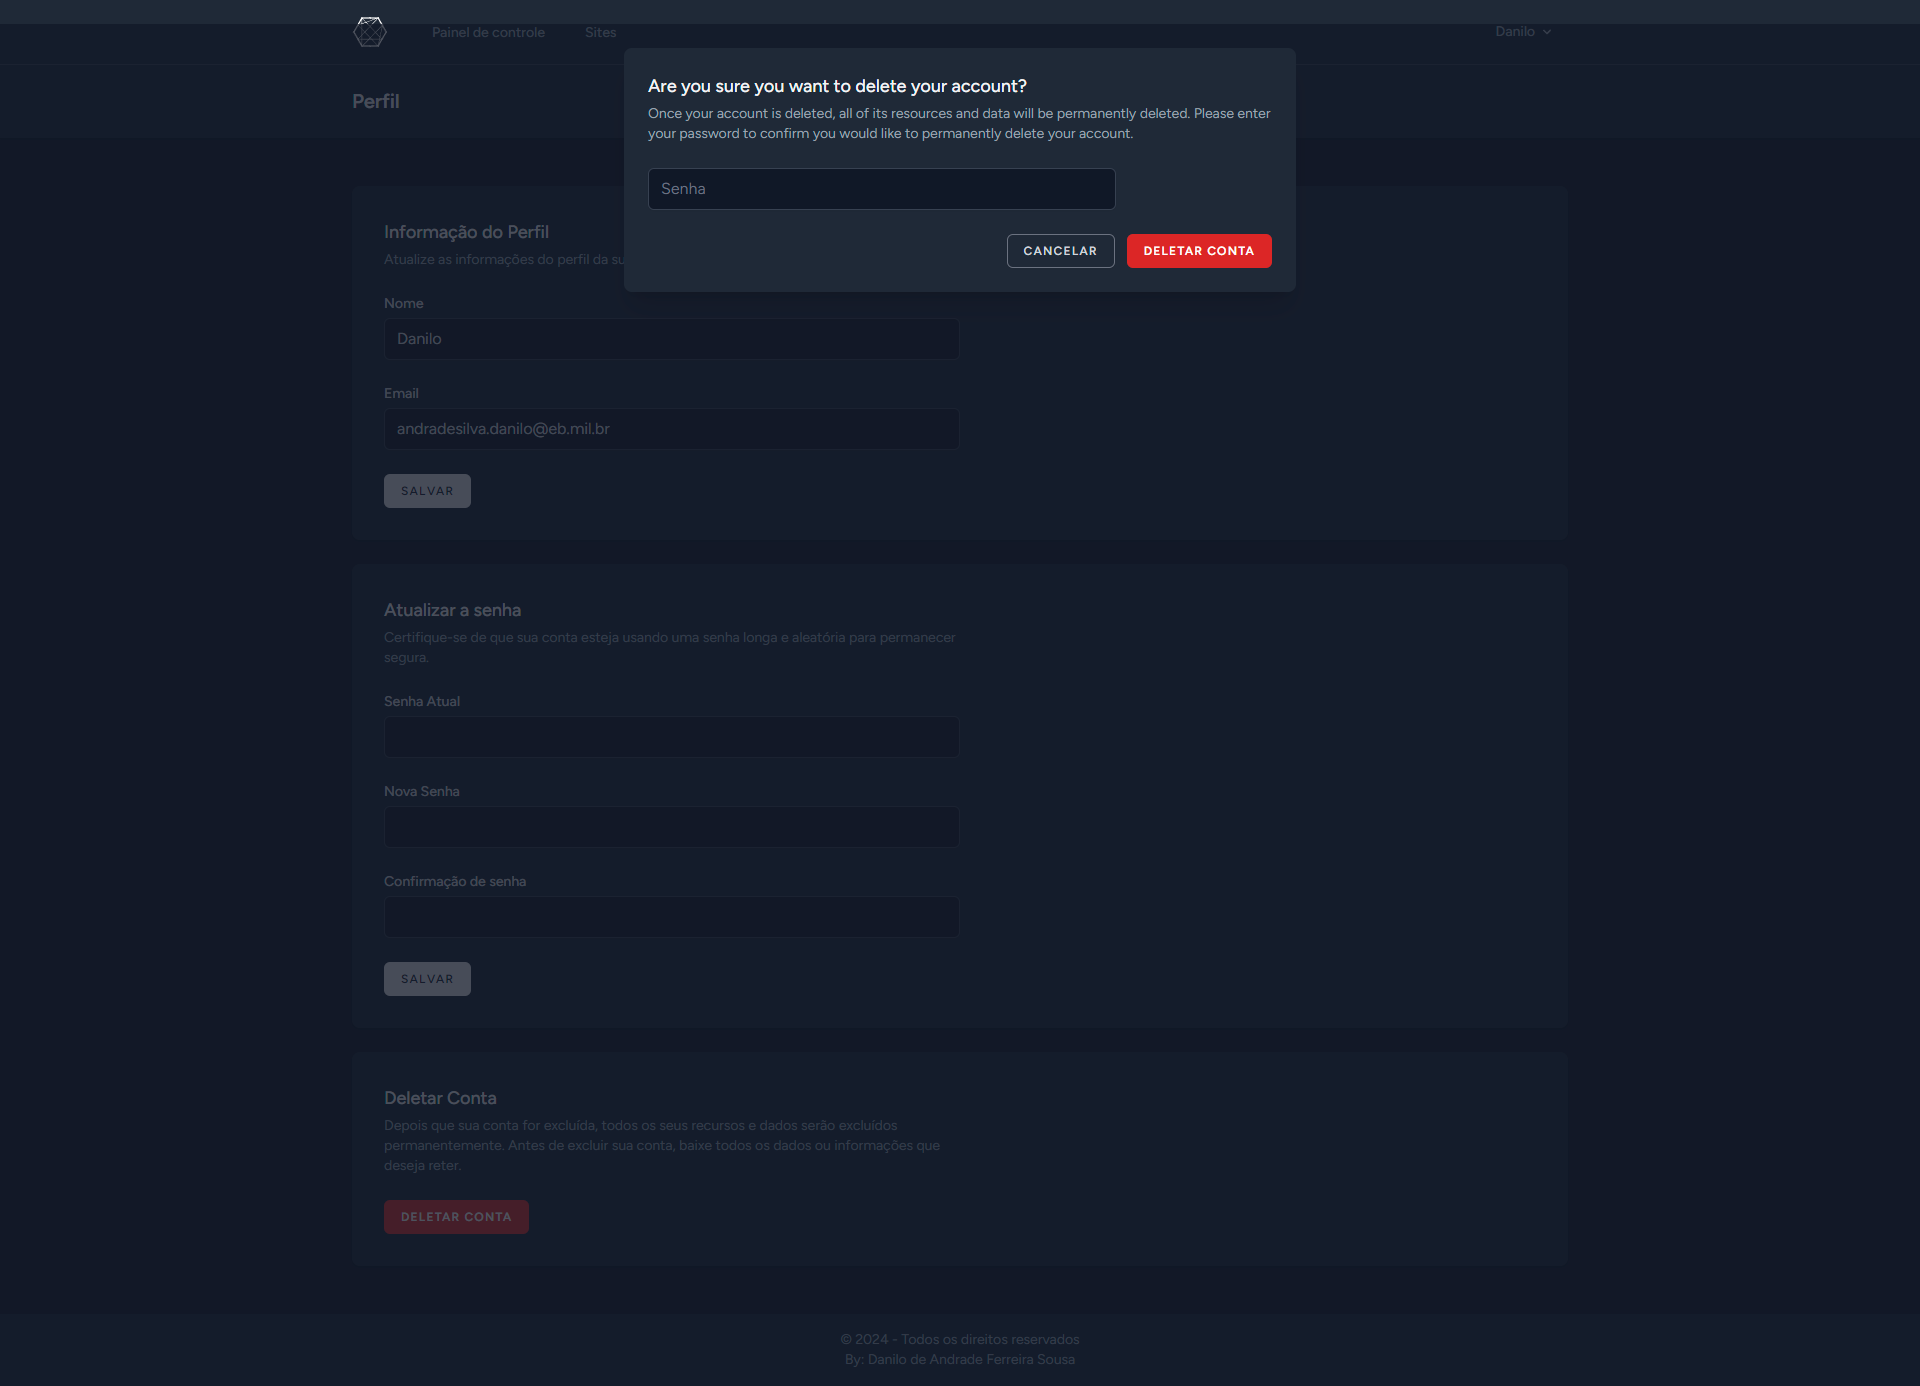 Painel de controle
Sites
Danilo
Perfil
Are you sure you want to delete your account?
Once your account is deleted, all of its resources and data will be permanently deleted. Please enter
your password to confirm you would like to permanently delete your account.
Senha
CANCELAR
DELETAR CONTA
Informação do Perfil
Atualize as informações do perfil da su
Nome
Danilo
Email
andradesilva.danilo@eb.mil.br
SALVAR
Atualizar a senha
Certifique-se de que sua conta esteja usando uma senha longa e aleatória para permanecer
segura.
Senha Atual
Nova Senha
Confirmação de senha
SALVAR
Deletar Conta
Depois que sua conta for excluída, todos os seus recursos e dados serão excluídos
permanentemente. Antes de excluir sua conta, baixe todos os dados ou informações que
deseja reter.
DELETAR CONTA
© 2024 - Todos os direitos reservados
By: Danilo de Andrade Ferreira Sousa